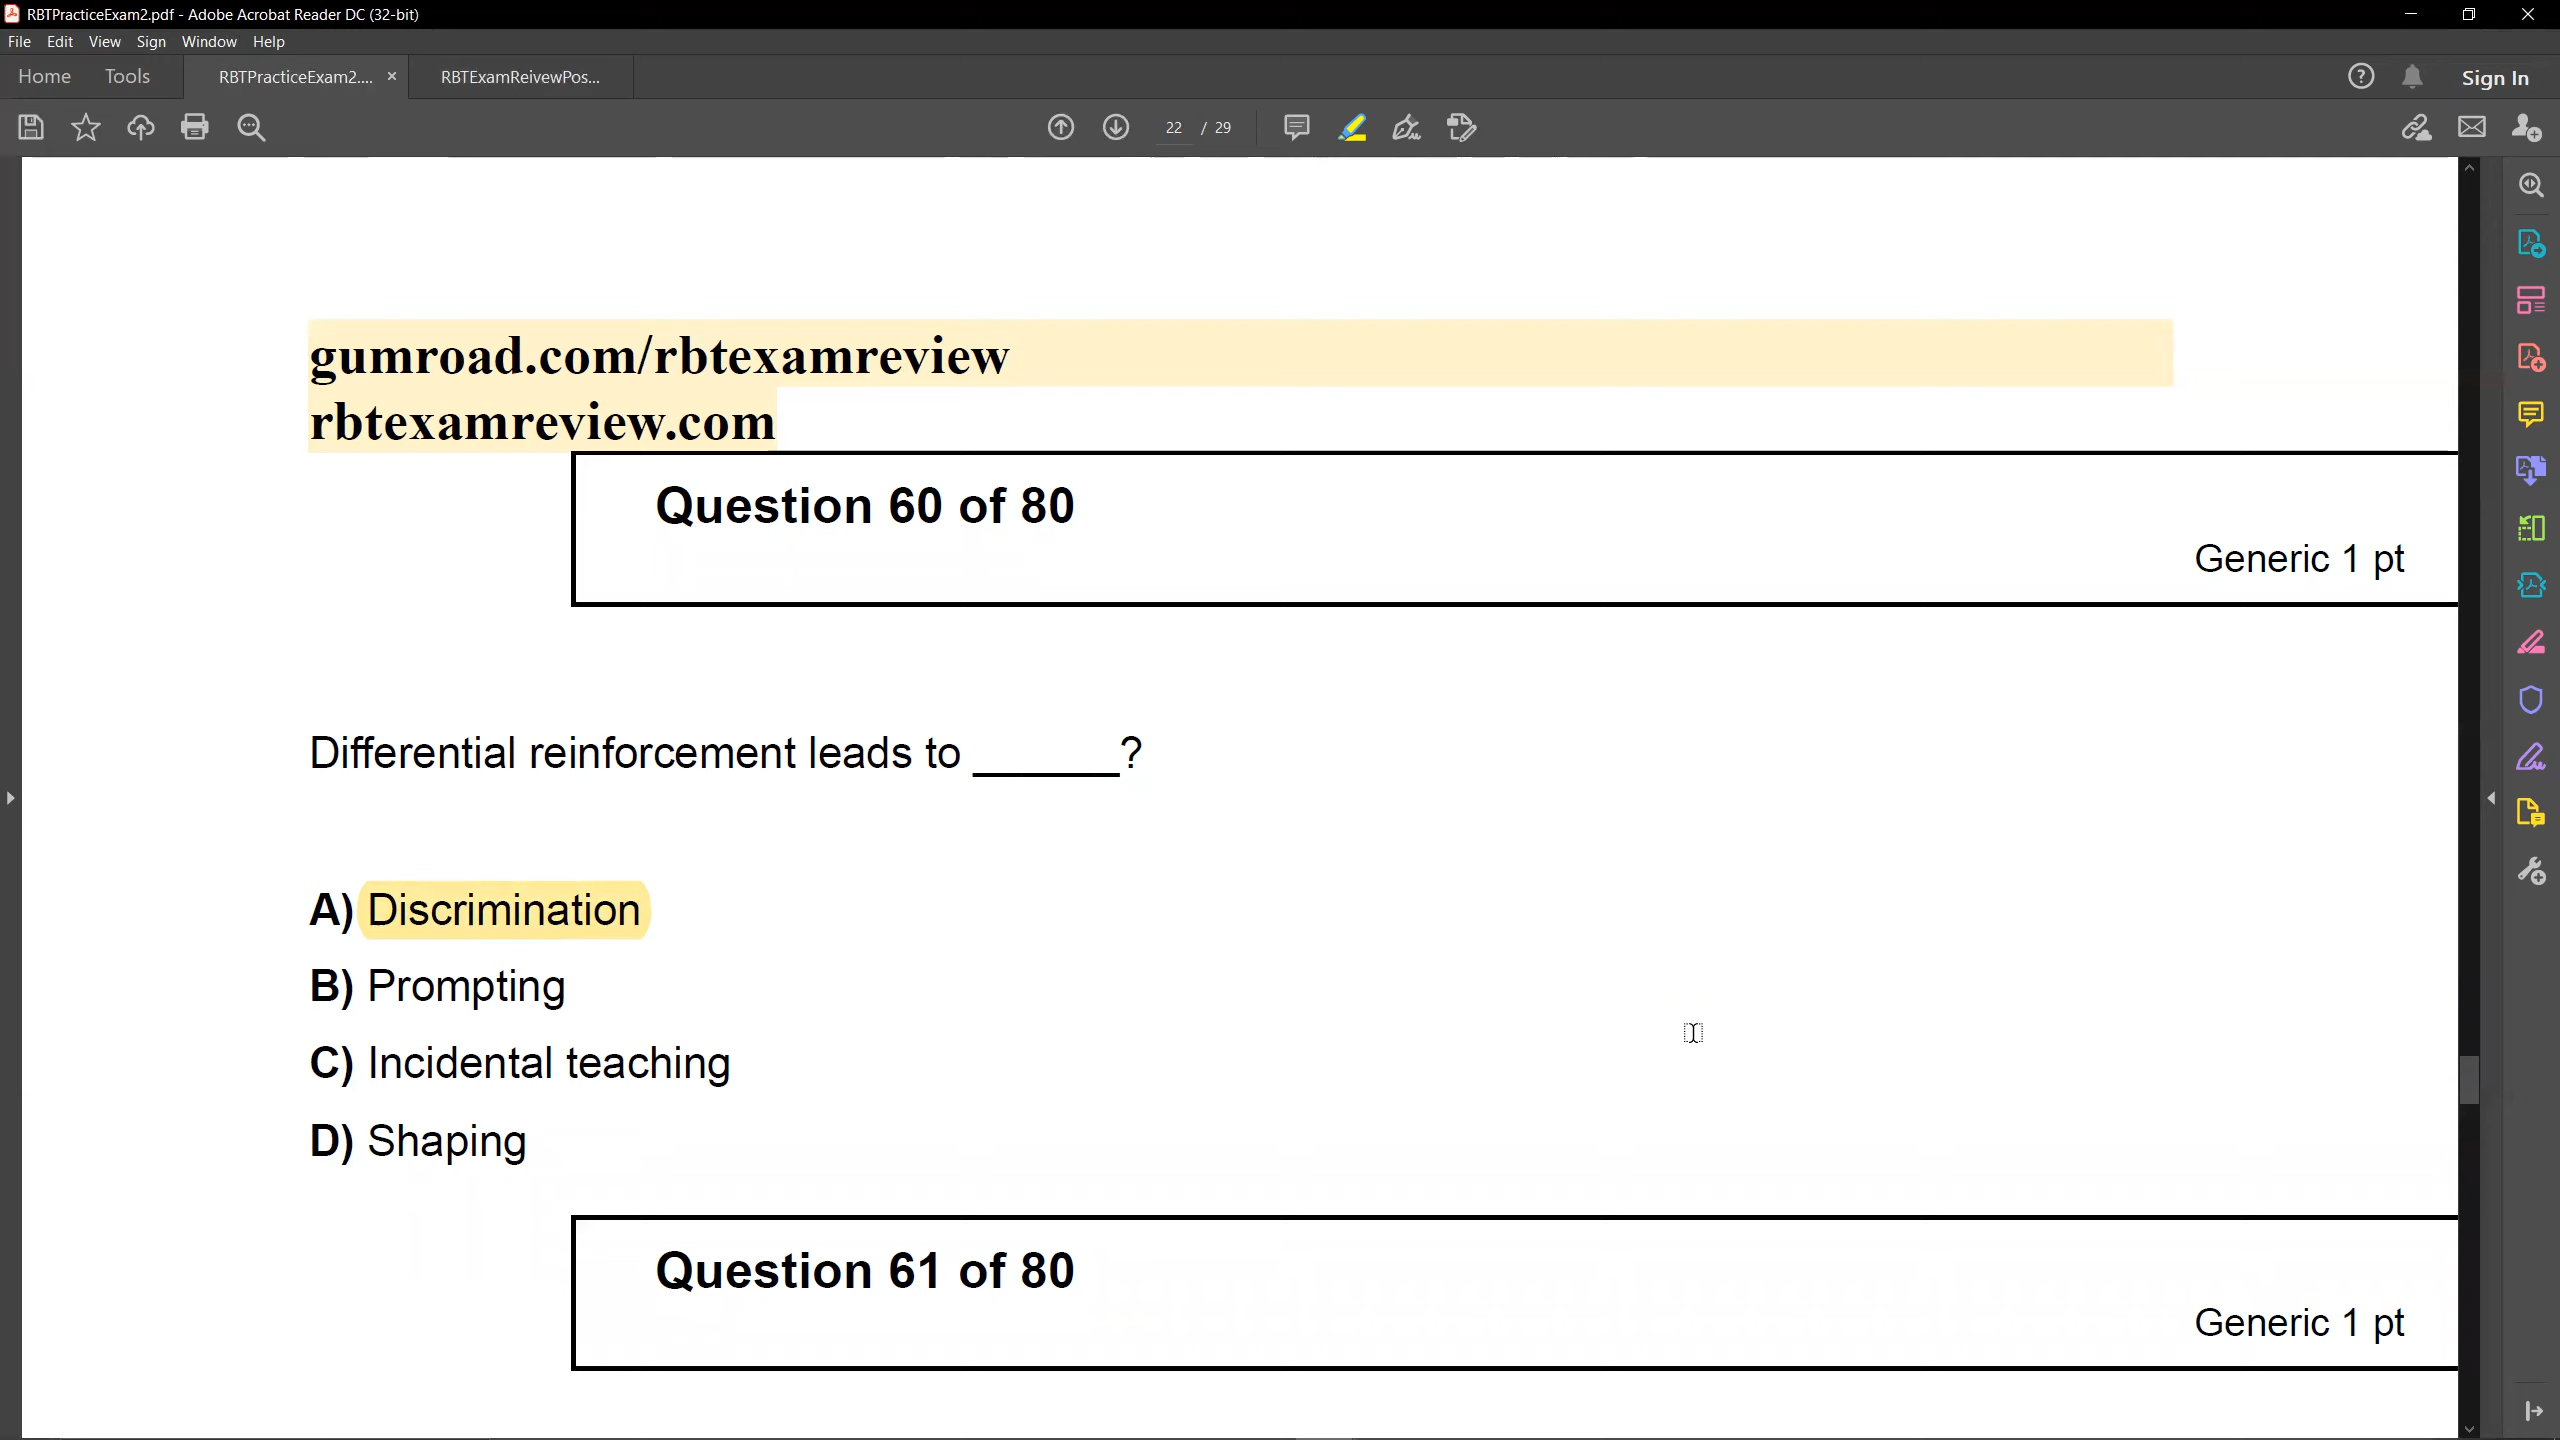 RBTPracticeExam2.pdf - Adobe Acrobat Reader DC (32-bit)
File Edit View Sign Window Help
Home Tools RBTPracticeExam2.... × RBTExamReivewPos... Sign In
22 / 29
gumroad.com/rbtexamreview
rbtexamreview.com
Question 60 of 80
Generic 1 pt
Differential reinforcement leads to ______?
A) Discrimination
B) Prompting
C) Incidental teaching
D) Shaping
Question 61 of 80
Generic 1 pt